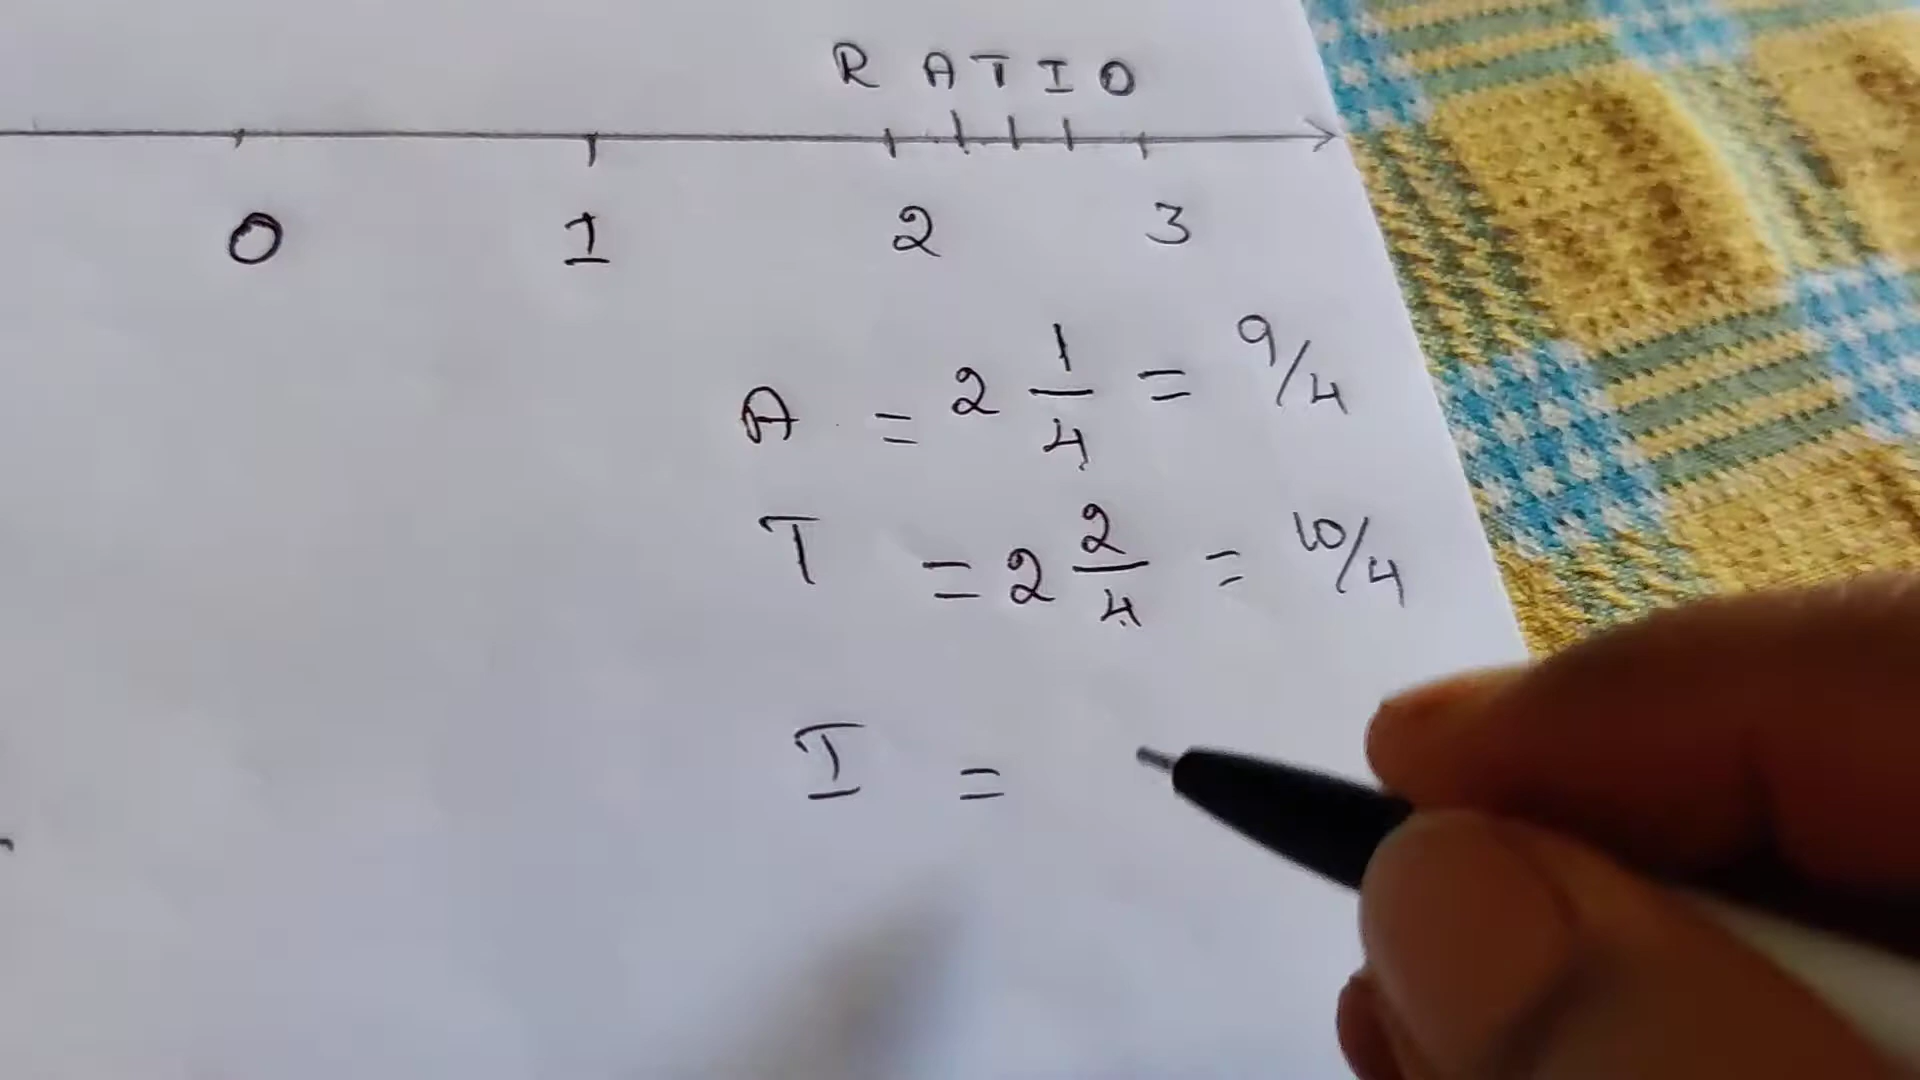 R A T I O
0 1 2 3
A = 2 1/4 = 9/4
T = 2 2/4 = 10/4
I =